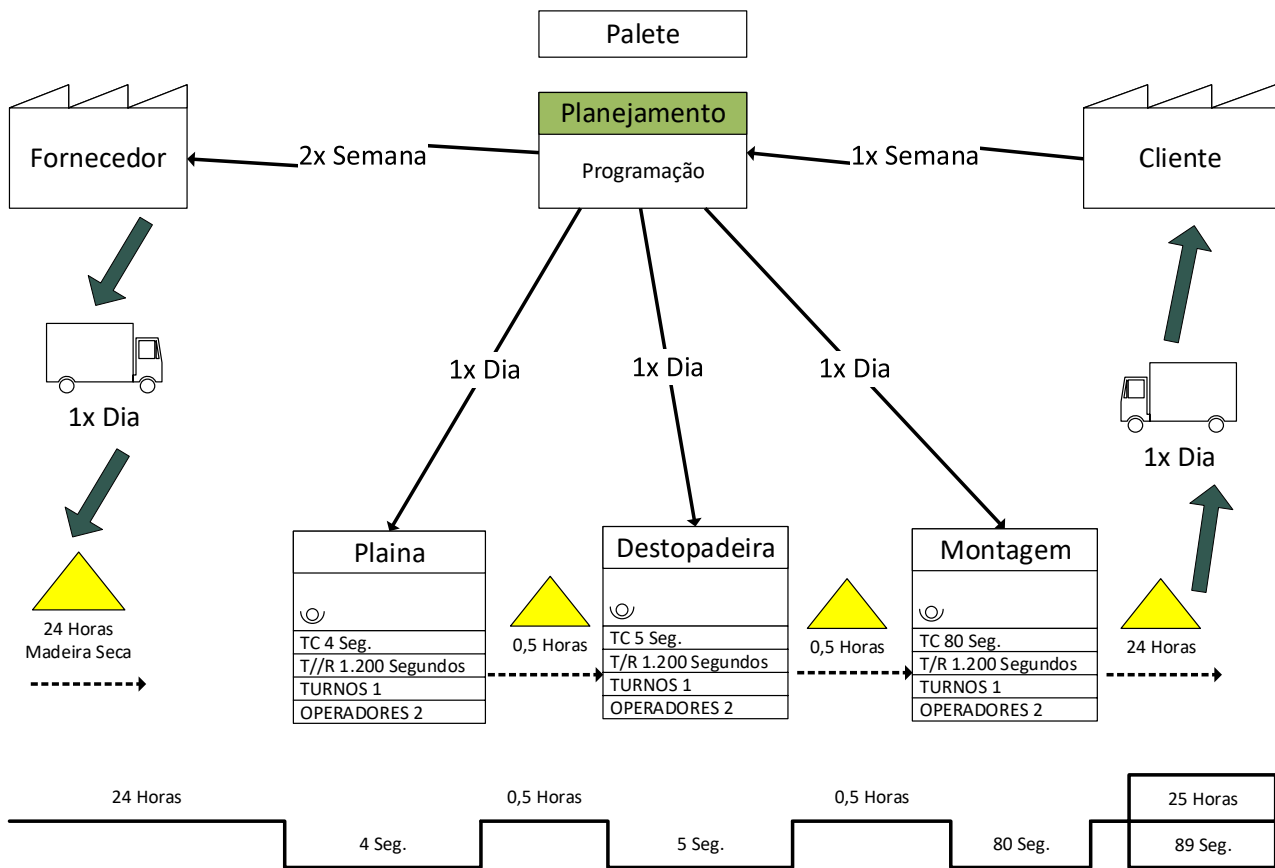 Palete
Planejamento
Programação
Fornecedor
2x Semana
1x Semana
Cliente
1x Dia
1x Dia
1x Dia
1x Dia
1x Dia
24 Horas
Madeira Seca
Plaina
TC 4 Seg.
T//R 1.200 Segundos
TURNOS 1
OPERADORES 2
0,5 Horas
Destopadeira
TC 5 Seg.
T/R 1.200 Segundos
TURNOS 1
OPERADORES 2
0,5 Horas
Montagem
TC 80 Seg.
T/R 1.200 Segundos
TURNOS 1
OPERADORES 2
24 Horas
24 Horas
4 Seg.
0,5 Horas
5 Seg.
0,5 Horas
80 Seg.
25 Horas
89 Seg.